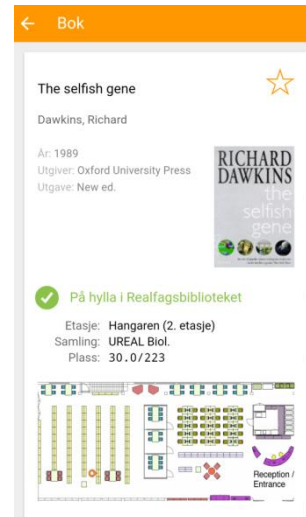 Bok
The selfish gene
Dawkins, Richard
År: 1989
Utgiver: Oxford University Press
Utgave: New ed.
RICHARD
DAWKINS
the
selfish
gene
På hylla i Realfagsbiblioteket
Etasje: Hangaren (2. etasje)
Samling: UREAL Biol.
Plass: 30.0/223
Reception /
Entrance